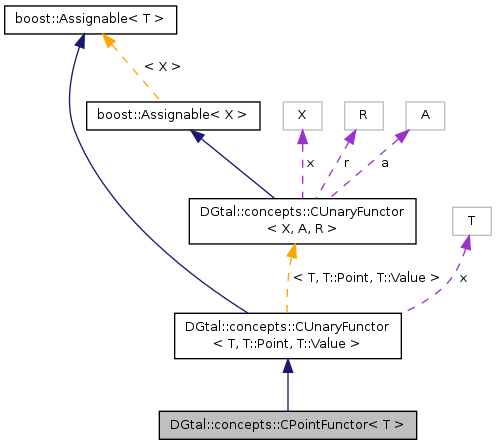 boost::Assignable< T >
< X >
boost::Assignable< X >
X
R
A
x
r
a
DGtal::concepts::CUnaryFunctor
< X, A, R >
T
< T, T::Point, T::Value >
x
DGtal::concepts::CUnaryFunctor
< T, T::Point, T::Value >
DGtal::concepts::CPointFunctor< T >